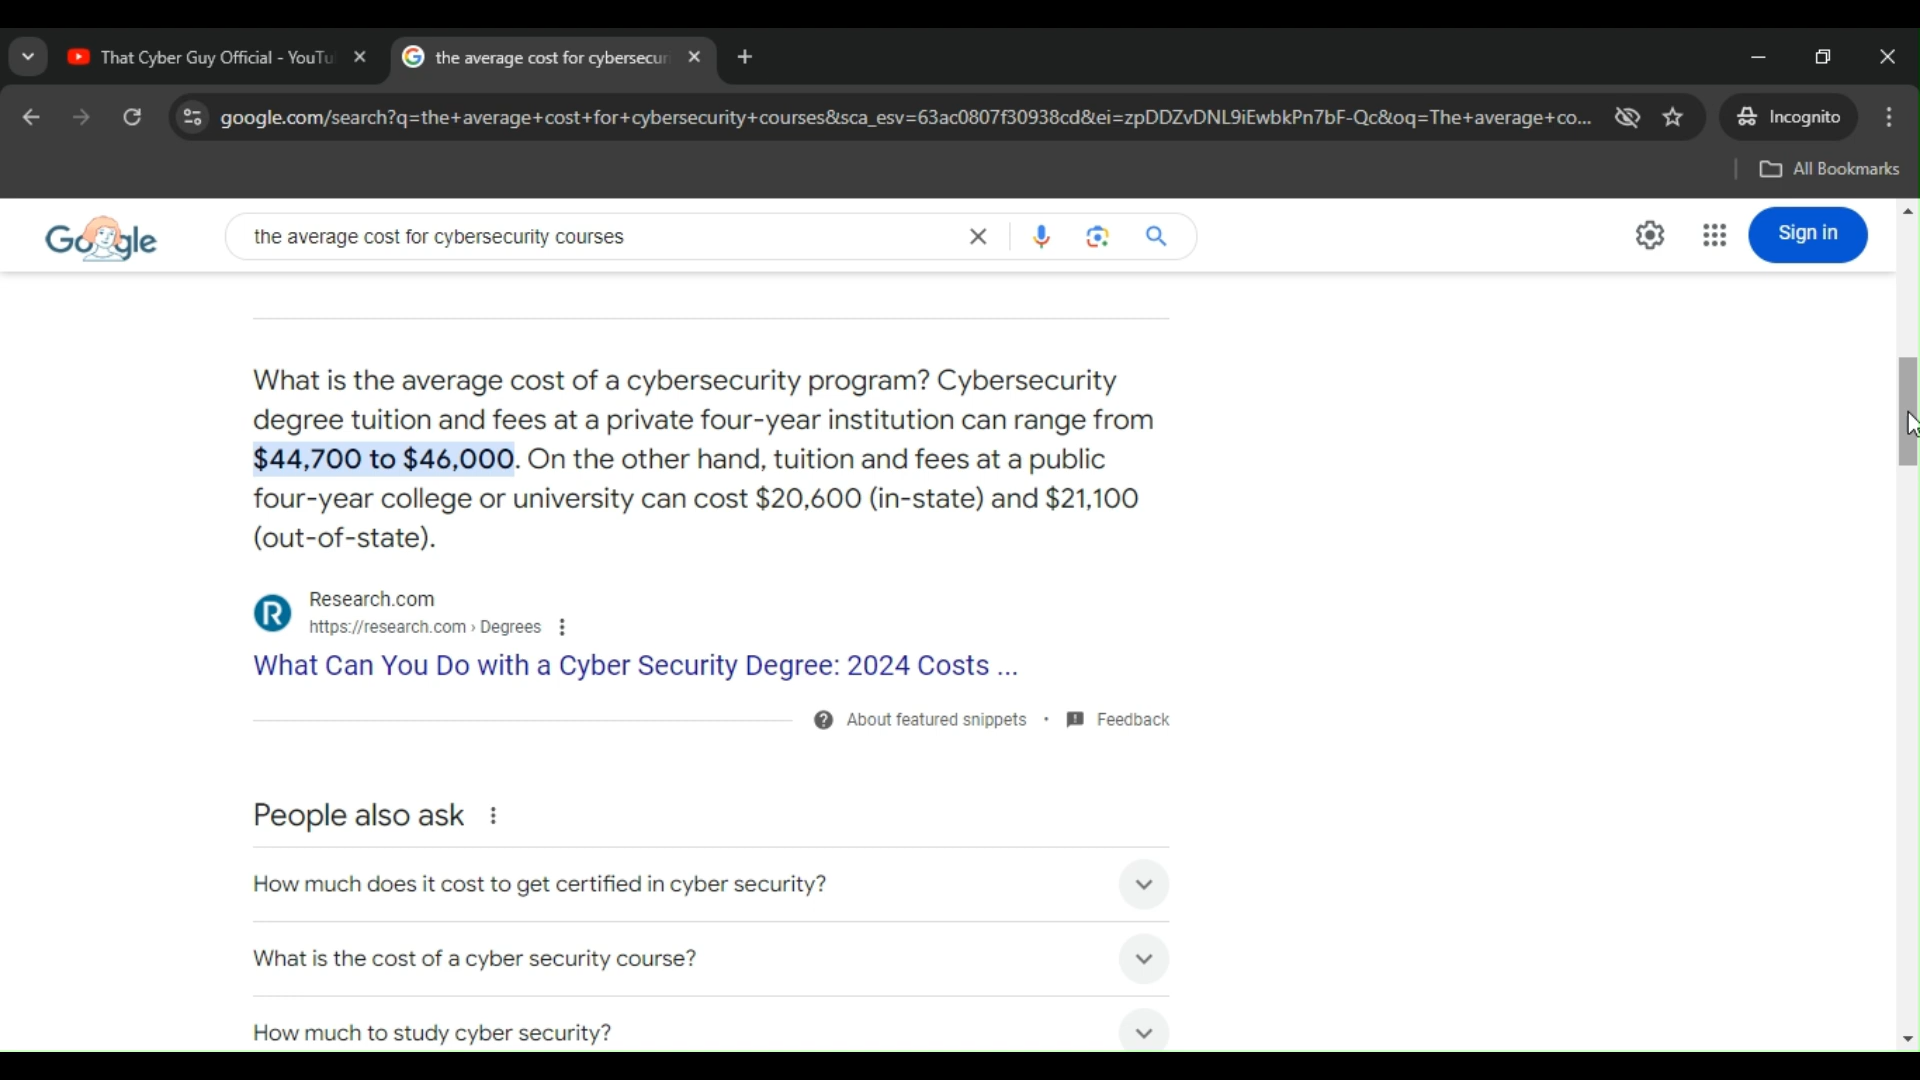 That Cyber Guy Official - YouTu
the average cost for cybersecuri
google.com/search?q=the+average+cost+for+cybersecurity+courses&sca_esv=63ac0807f30938cd&ei=zpDDZvDNL9iEwbkPn7bF-Qc&oq=The+average+co...
Incognito
All Bookmarks
Google
the average cost for cybersecurity courses
Sign in
What is the average cost of a cybersecurity program? Cybersecurity
degree tuition and fees at a private four-year institution can range from
$44,700 to $46,000. On the other hand, tuition and fees at a public
four-year college or university can cost $20,600 (in-state) and $21,100
(out-of-state).
R
Research.com
https://research.com › Degrees
What Can You Do with a Cyber Security Degree: 2024 Costs ...
About featured snippets • Feedback
People also ask
How much does it cost to get certified in cyber security?
What is the cost of a cyber security course?
How much to study cyber security?